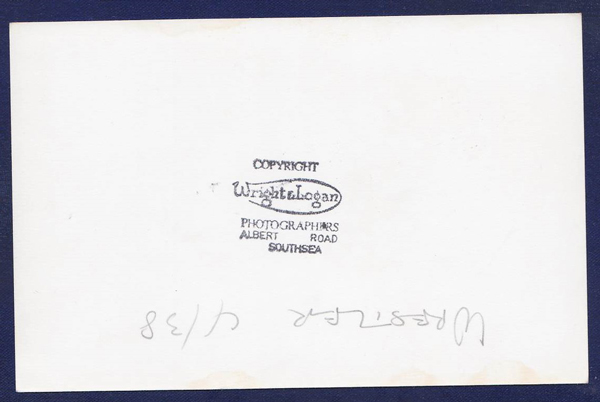 COPYRIGHT
Wright & Logan
PHOTOGRAPHERS
ALBERT ROAD
SOUTHSEA
WRESTLER 4/38